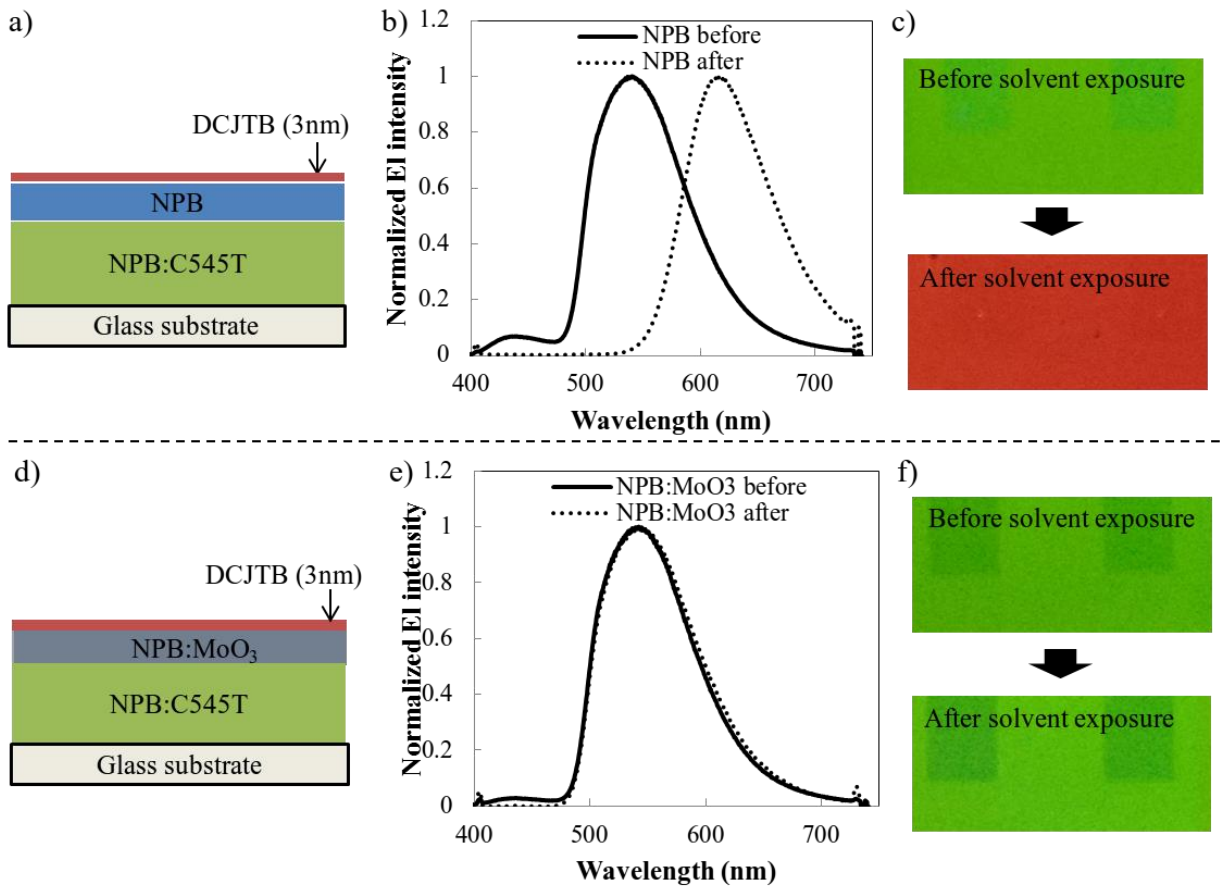 a)
DCJTB (3nm)
NPB
NPB:C545T
Glass substrate
b)
Normalized El intensity
1.2
1
0.8
0.6
0.4
0.2
0
NPB before
NPB after
400
500
600
700
Wavelength (nm)
c)
Before solvent exposure
After solvent exposure
d)
DCJTB (3nm)
NPB:MoO₃
NPB:C545T
Glass substrate
e)
Normalized El intensity
1.2
1
0.8
0.6
0.4
0.2
0
NPB:MoO3 before
NPB:MoO3 after
400
500
600
700
Wavelength (nm)
f)
Before solvent exposure
After solvent exposure